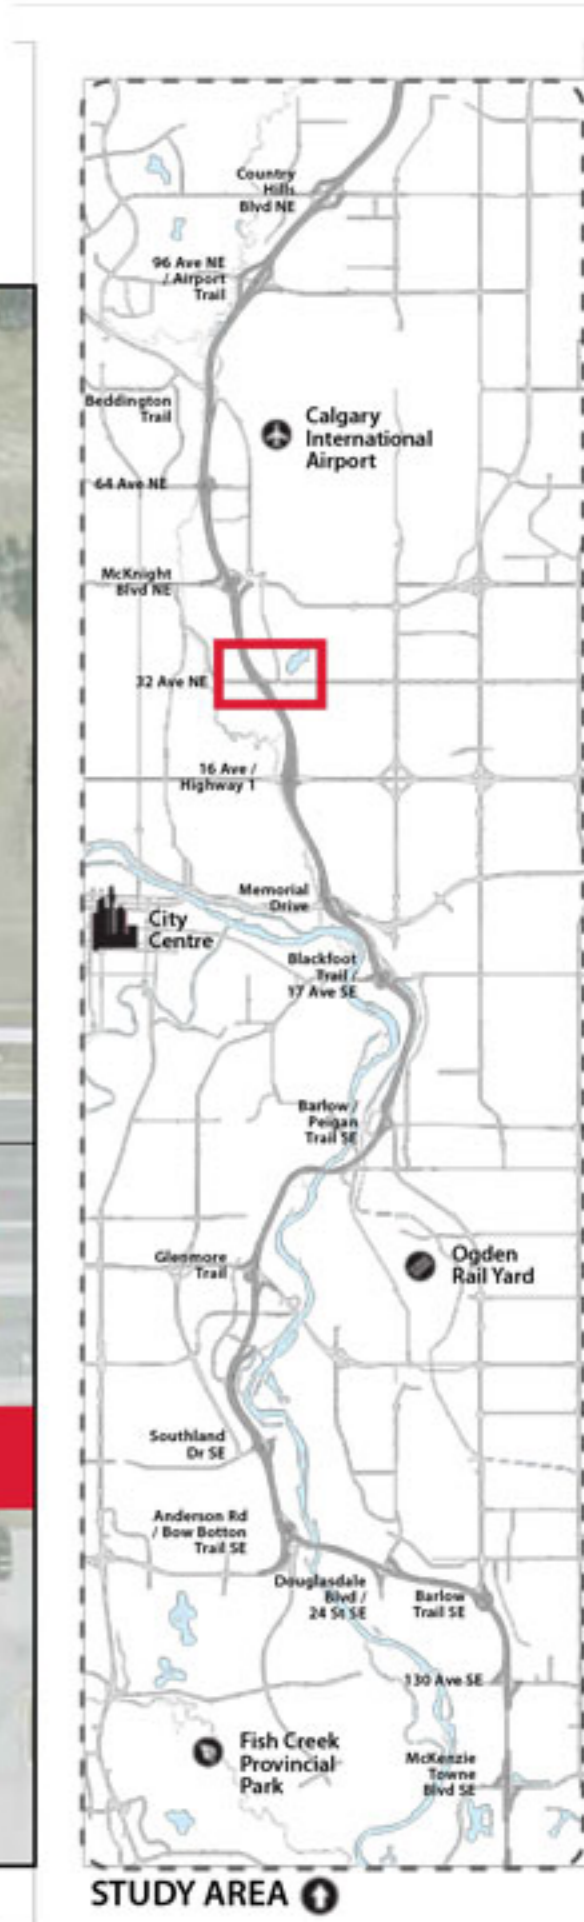 Country
Hills
Blvd NE
96 Ave NE
/ Airport
Trail
Beddington
Trail
Calgary
International
Airport
64 Ave NE
McKnight
Blvd NE
32 Ave NE
16 Ave /
Highway 1
Memorial
Drive
City
Centre
Blackfoot
Trail /
17 Ave SE
Barlow /
Peigan
Trail SE
Glenmore
Trail
Ogden
Rail Yard
Southland
Dr SE
Anderson Rd
/ Bow Botton
Trail SE
Douglasdale
Blvd /
24 St SE
Barlow
Trail SE
130 Ave SE
Fish Creek
Provincial
Park
McKenzie
Towne
Blvd SE
STUDY AREA